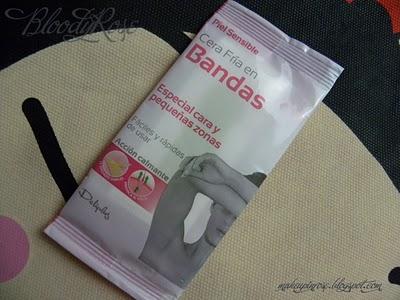 BloodyRose
Piel Sensible
Cera Fría en
Bandas
Especial cara y
pequeñas zonas
Fáciles y rápidas
de usar
Acción calmante
Deliplus
makeupinrose.blogspot.com